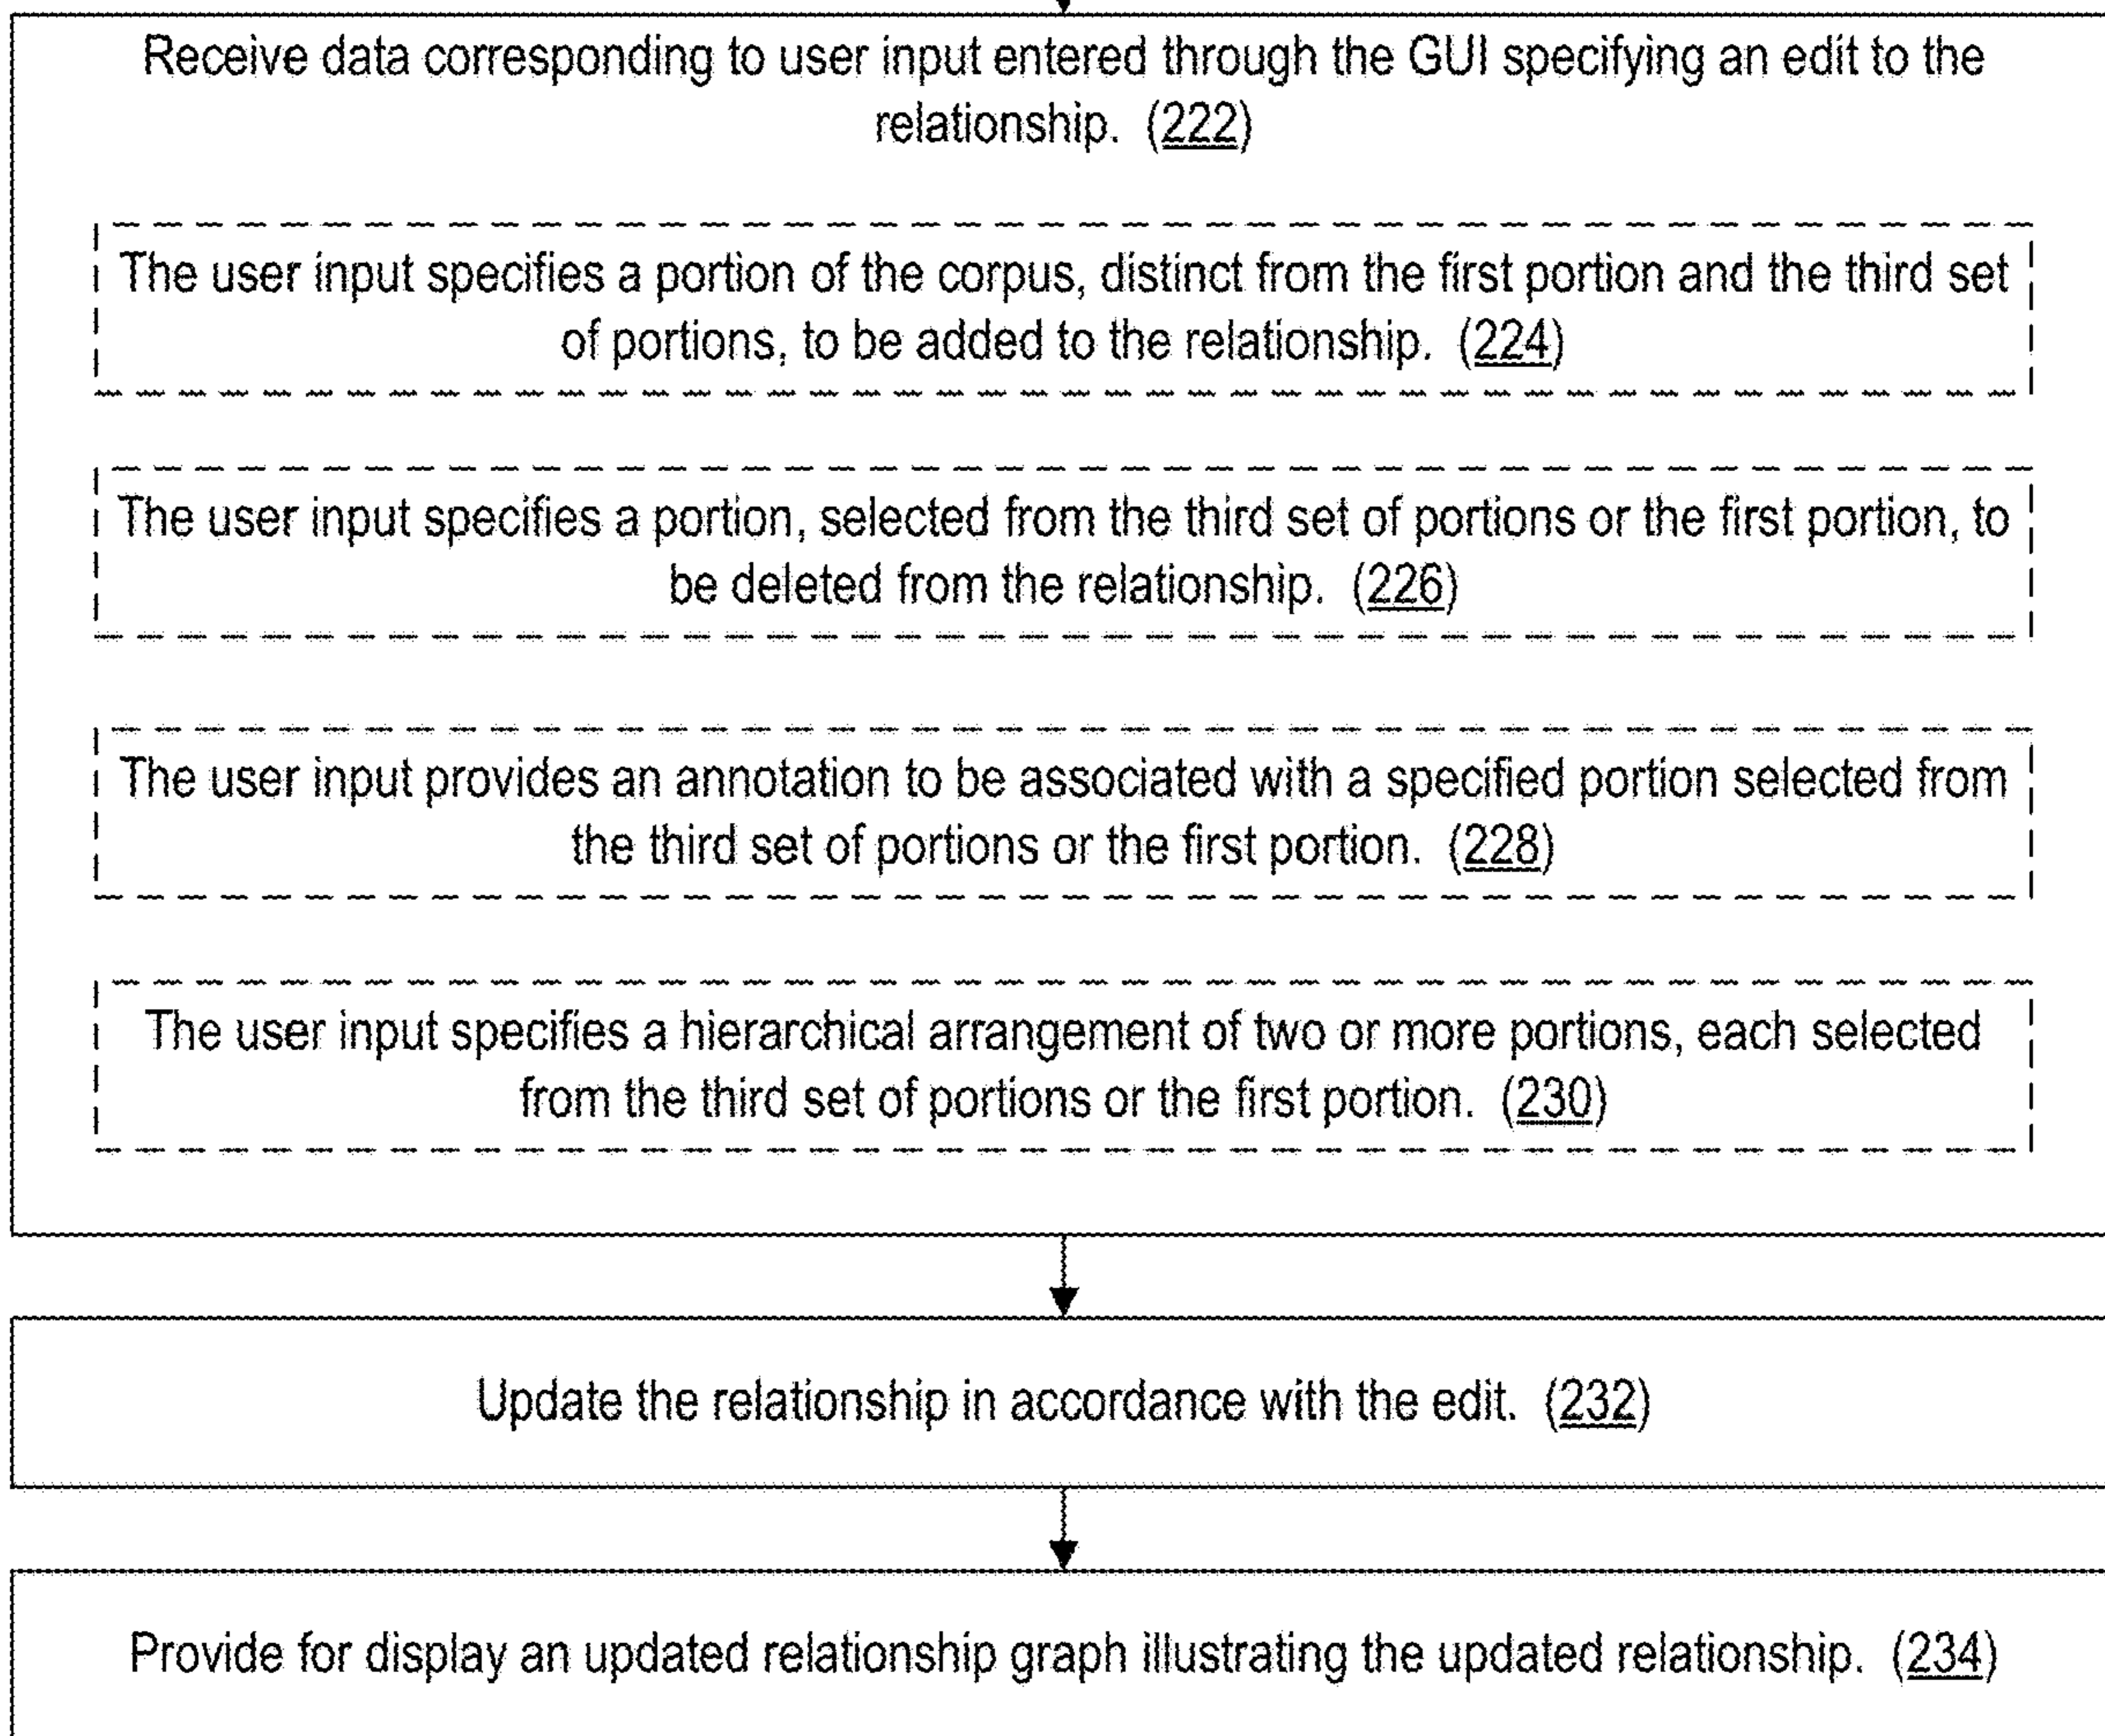 Receive data corresponding to user input entered through the GUI specifying an edit to the
relationship. (222)
The user input specifies a portion of the corpus, distinct from the first portion and the third set
of portions, to be added to the relationship. (224)
The user input specifies a portion, selected from the third set of portions or the first portion, to
be deleted from the relationship. (226)
The user input provides an annotation to be associated with a specified portion selected from
the third set of portions or the first portion. (228)
The user input specifies a hierarchical arrangement of two or more portions, each selected
from the third set of portions or the first portion. (230)
Update the relationship in accordance with the edit. (232)
Provide for display an updated relationship graph illustrating the updated relationship. (234)